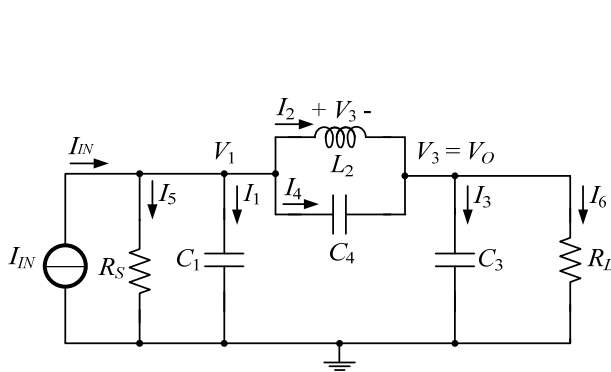 I2 + V3 -
IIN V1 L2 V3 = VO
I5 I1 I4 I3 I6
IIN RS C1 C4 C3 RL